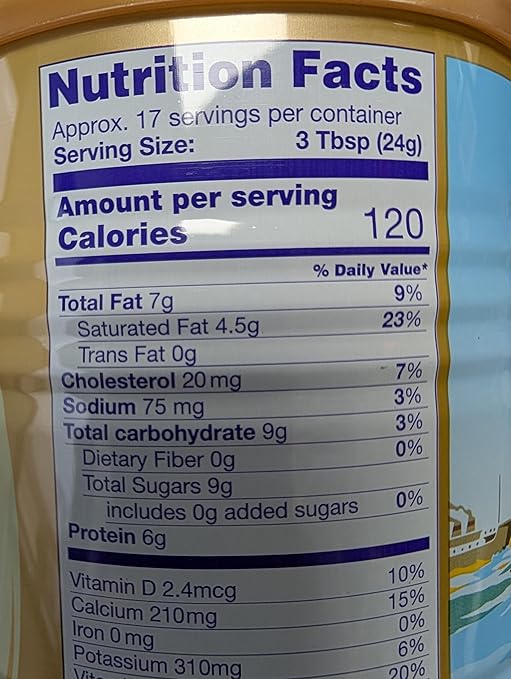 Nutrition Facts
Approx. 17 servings per container
Serving Size: 3 Tbsp (24g)
Amount per serving
Calories 120
% Daily Value*
Total Fat 7g 9%
Saturated Fat 4.5g 23%
Trans Fat 0g
Cholesterol 20mg 7%
Sodium 75 mg 3%
Total carbohydrate 9g 3%
Dietary Fiber 0g 0%
Total Sugars 9g
includes 0g added sugars 0%
Protein 6g
Vitamin D 2.4mcg 10%
Calcium 210mg 15%
Iron 0mg 0%
Potassium 310mg 6%
20%